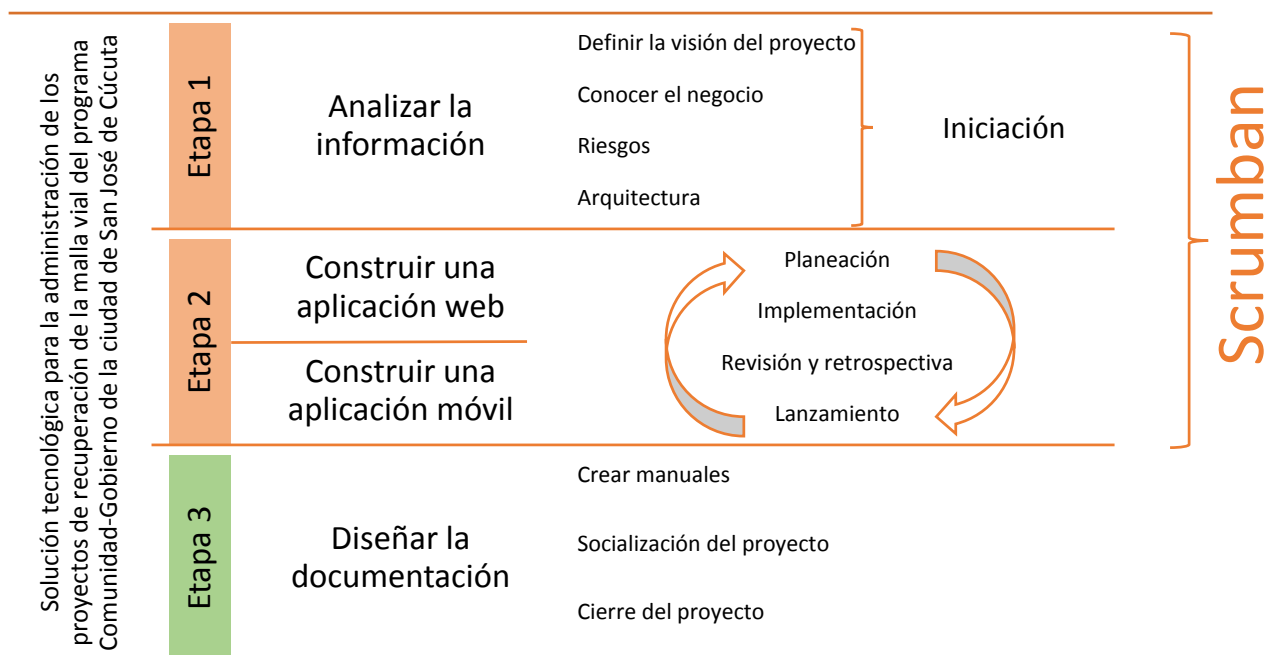 Solución tecnológica para la administración de los
proyectos de recuperación de la malla vial del programa
Comunidad-Gobierno de la ciudad de San José de Cúcuta
Etapa 1
Analizar la
información
Definir la visión del proyecto
Conocer el negocio
Riesgos
Arquitectura
Iniciación
Etapa 2
Construir una
aplicación web
Construir una
aplicación móvil
Planeación
Implementación
Revisión y retrospectiva
Lanzamiento
Scrumban
Etapa 3
Diseñar la
documentación
Crear manuales
Socialización del proyecto
Cierre del proyecto